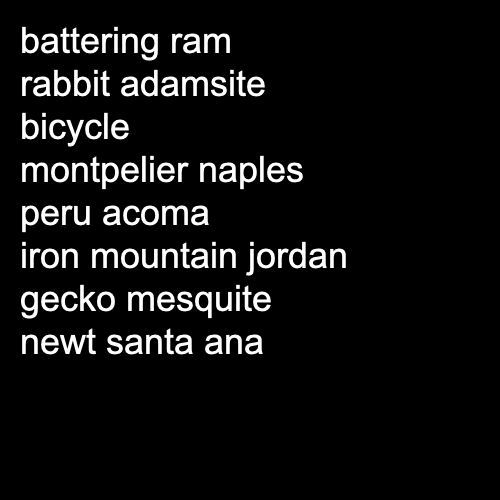 battering ram
rabbit adamsite
bicycle
montpelier naples
peru acoma
iron mountain jordan
gecko mesquite
newt santa ana